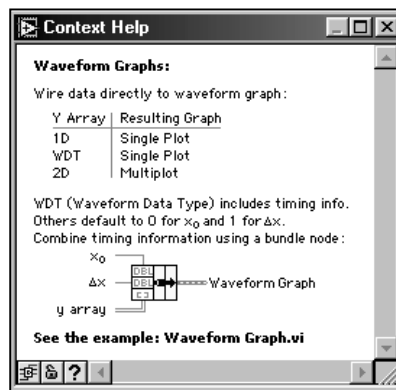 Context Help
Waveform Graphs:
Wire data directly to waveform graph:
Y Array Resulting Graph
1D Single Plot
WDT Single Plot
2D Multiplot
WDT (Waveform Data Type) includes timing info.
Others default to 0 for x₀ and 1 for Δx.
Combine timing information using a bundle node:
x₀
DBL
Δx DBL Waveform Graph
y array
See the example: Waveform Graph.vi
?